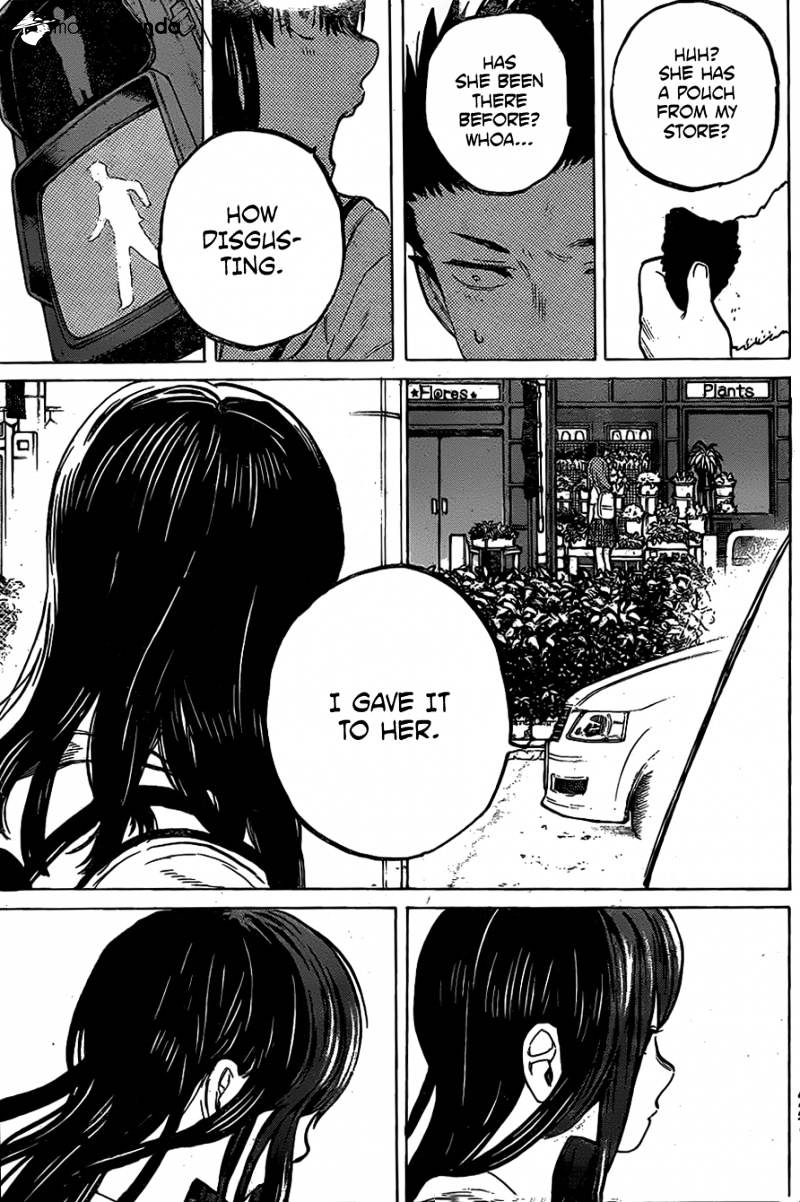 HUH?
SHE HAS
A POUCH
FROM MY
STORE?
HAS
SHE BEEN
THERE
BEFORE?
WHOA...
HOW
DISGUS-
TING.
★Flores★
Plants
I GAVE IT
TO HER.